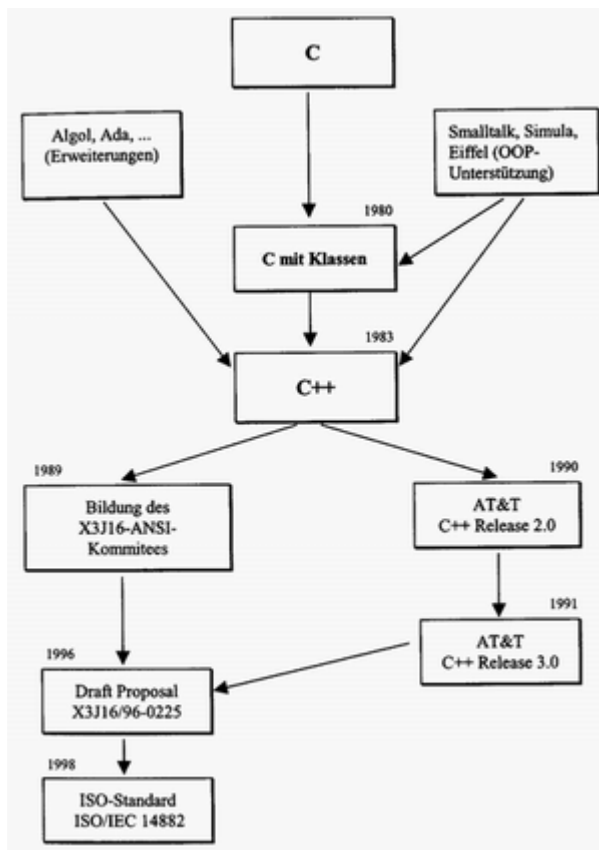 C
Algol, Ada, ...
(Erweiterungen)
Smalltalk, Simula,
Eiffel (OOP-
Unterstützung)
1980
C mit Klassen
1983
C++
1989
Bildung des
X3J16-ANSI-
Kommitees
1990
AT&T
C++ Release 2.0
1991
AT&T
C++ Release 3.0
1996
Draft Proposal
X3J16/96-0225
1998
ISO-Standard
ISO/IEC 14882